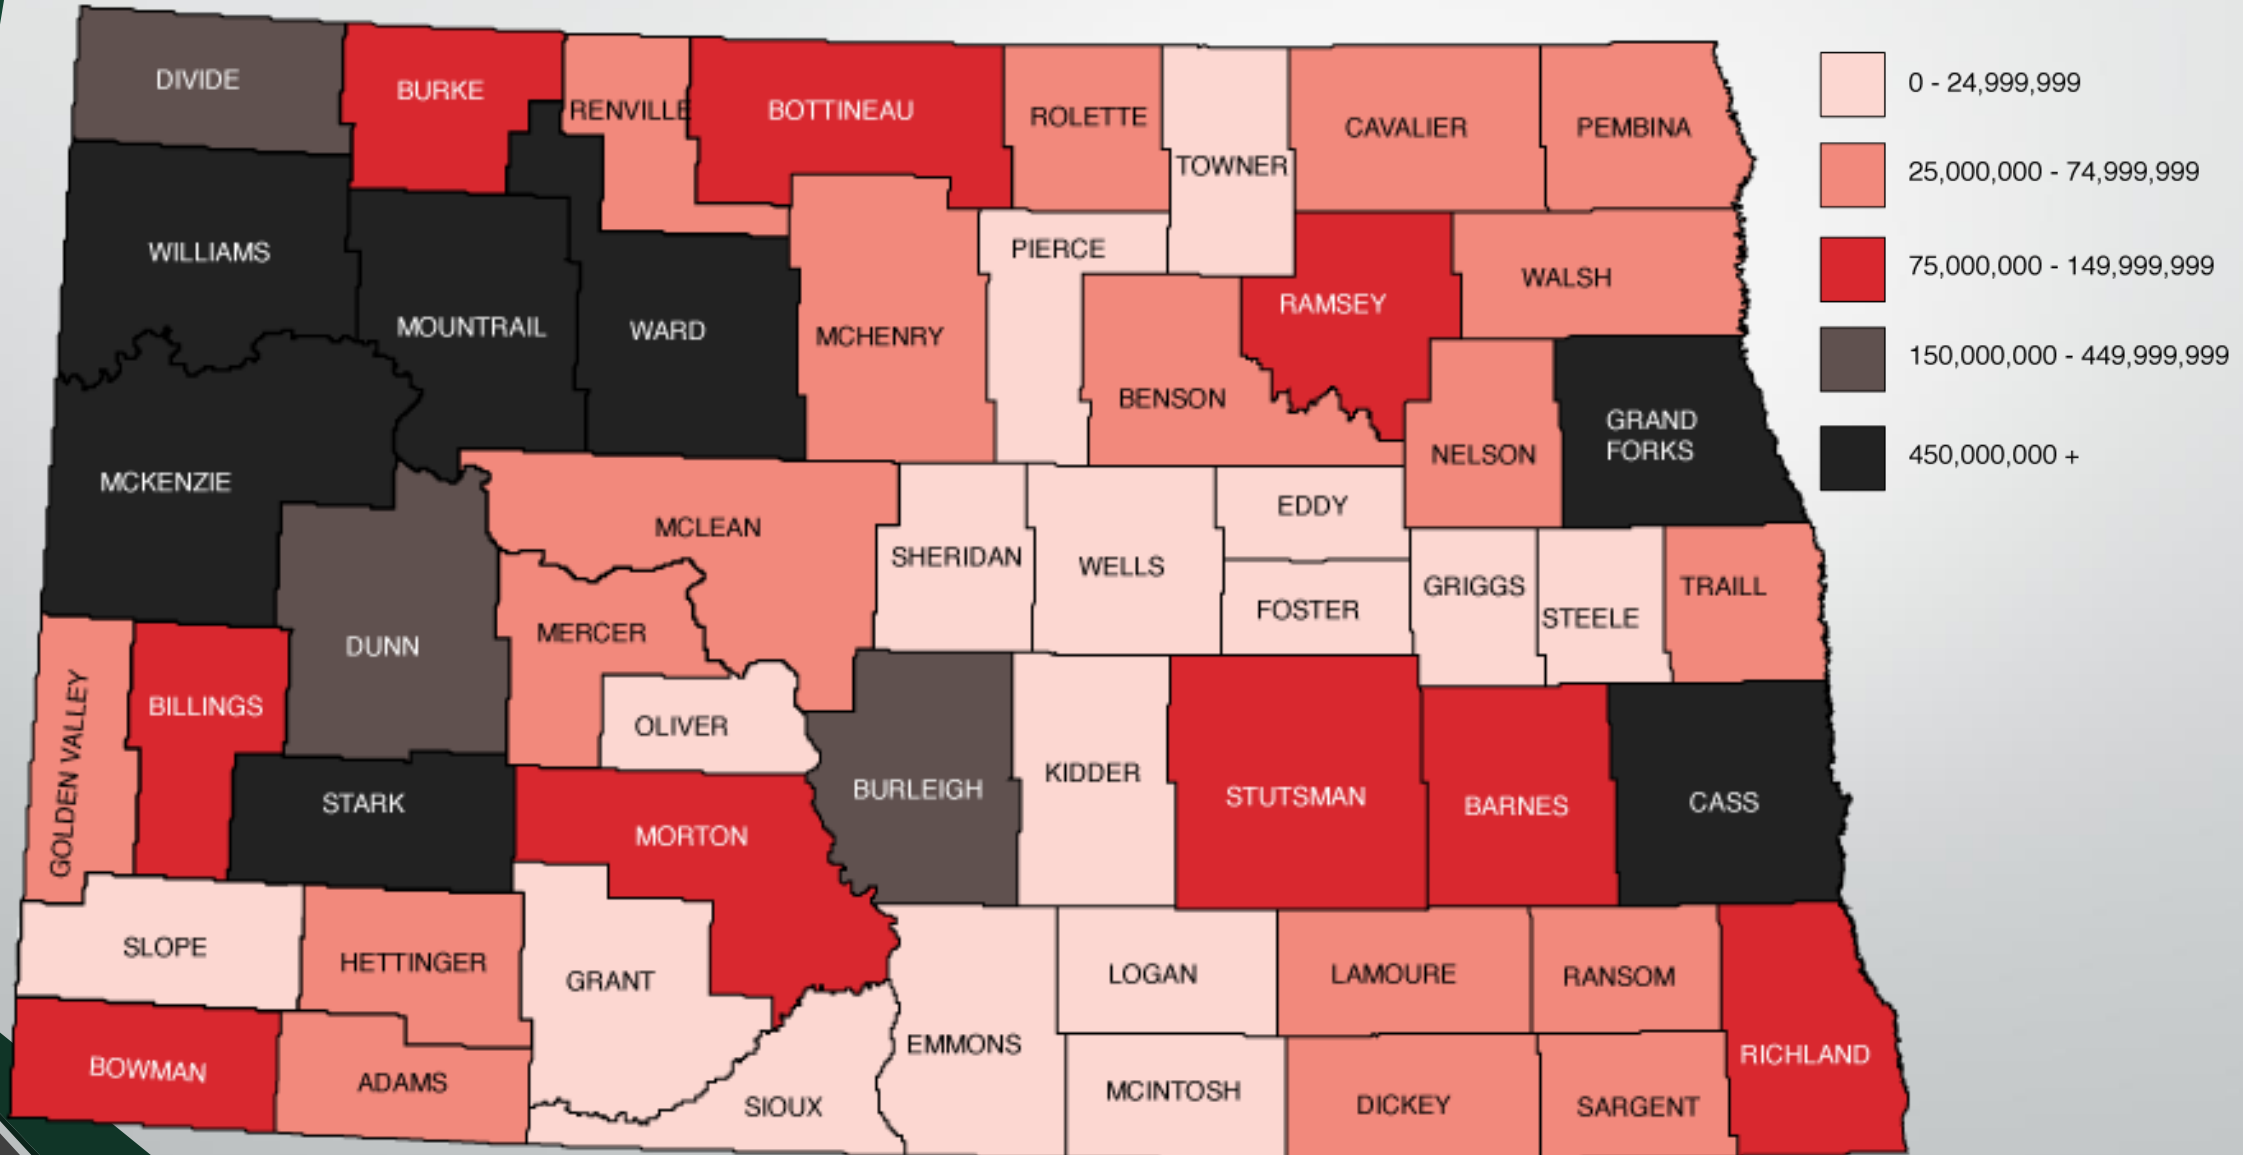 DIVIDE
BURKE
RENVILLE
BOTTINEAU
ROLETTE
TOWNER
CAVALIER
PEMBINA
WILLIAMS
MOUNTRAIL
WARD
MCHENRY
PIERCE
BENSON
RAMSEY
WALSH
MCKENZIE
NELSON
GRAND
FORKS
DUNN
MCLEAN
MERCER
OLIVER
SHERIDAN
WELLS
EDDY
FOSTER
GRIGGS
STEELE
TRAILL
GOLDEN VALLEY
BILLINGS
STARK
MORTON
BURLEIGH
KIDDER
STUTSMAN
BARNES
CASS
SLOPE
HETTINGER
GRANT
BOWMAN
ADAMS
SIOUX
EMMONS
LOGAN
MCINTOSH
LAMOURE
DICKEY
RANSOM
SARGENT
RICHLAND
0 - 24,999,999
25,000,000 - 74,999,999
75,000,000 - 149,999,999
150,000,000 - 449,999,999
450,000,000 +